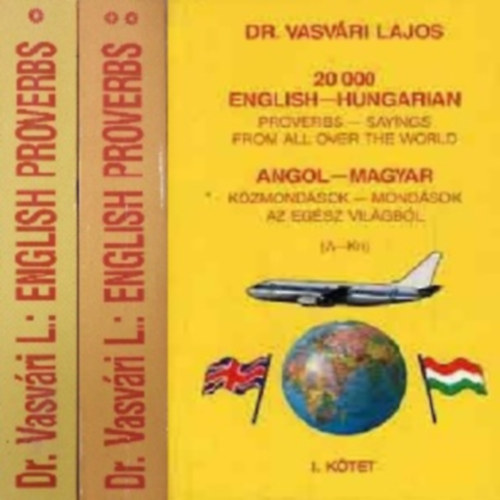 Dr. Vasvári L.: ENGLISH PROVERBS *
Dr. Vasvári L.: ENGLISH PROVERBS **
DR. VASVÁRI LAJOS
20 000
ENGLISH—HUNGARIAN
PROVERBS — SAYINGS
FROM ALL OVER THE WORLD
ANGOL—MAGYAR
KÖZMONDÁSOK — MONDÁSOK
AZ EGÉSZ VILÁGBÓL
(A—Kn)
I. KÖTET